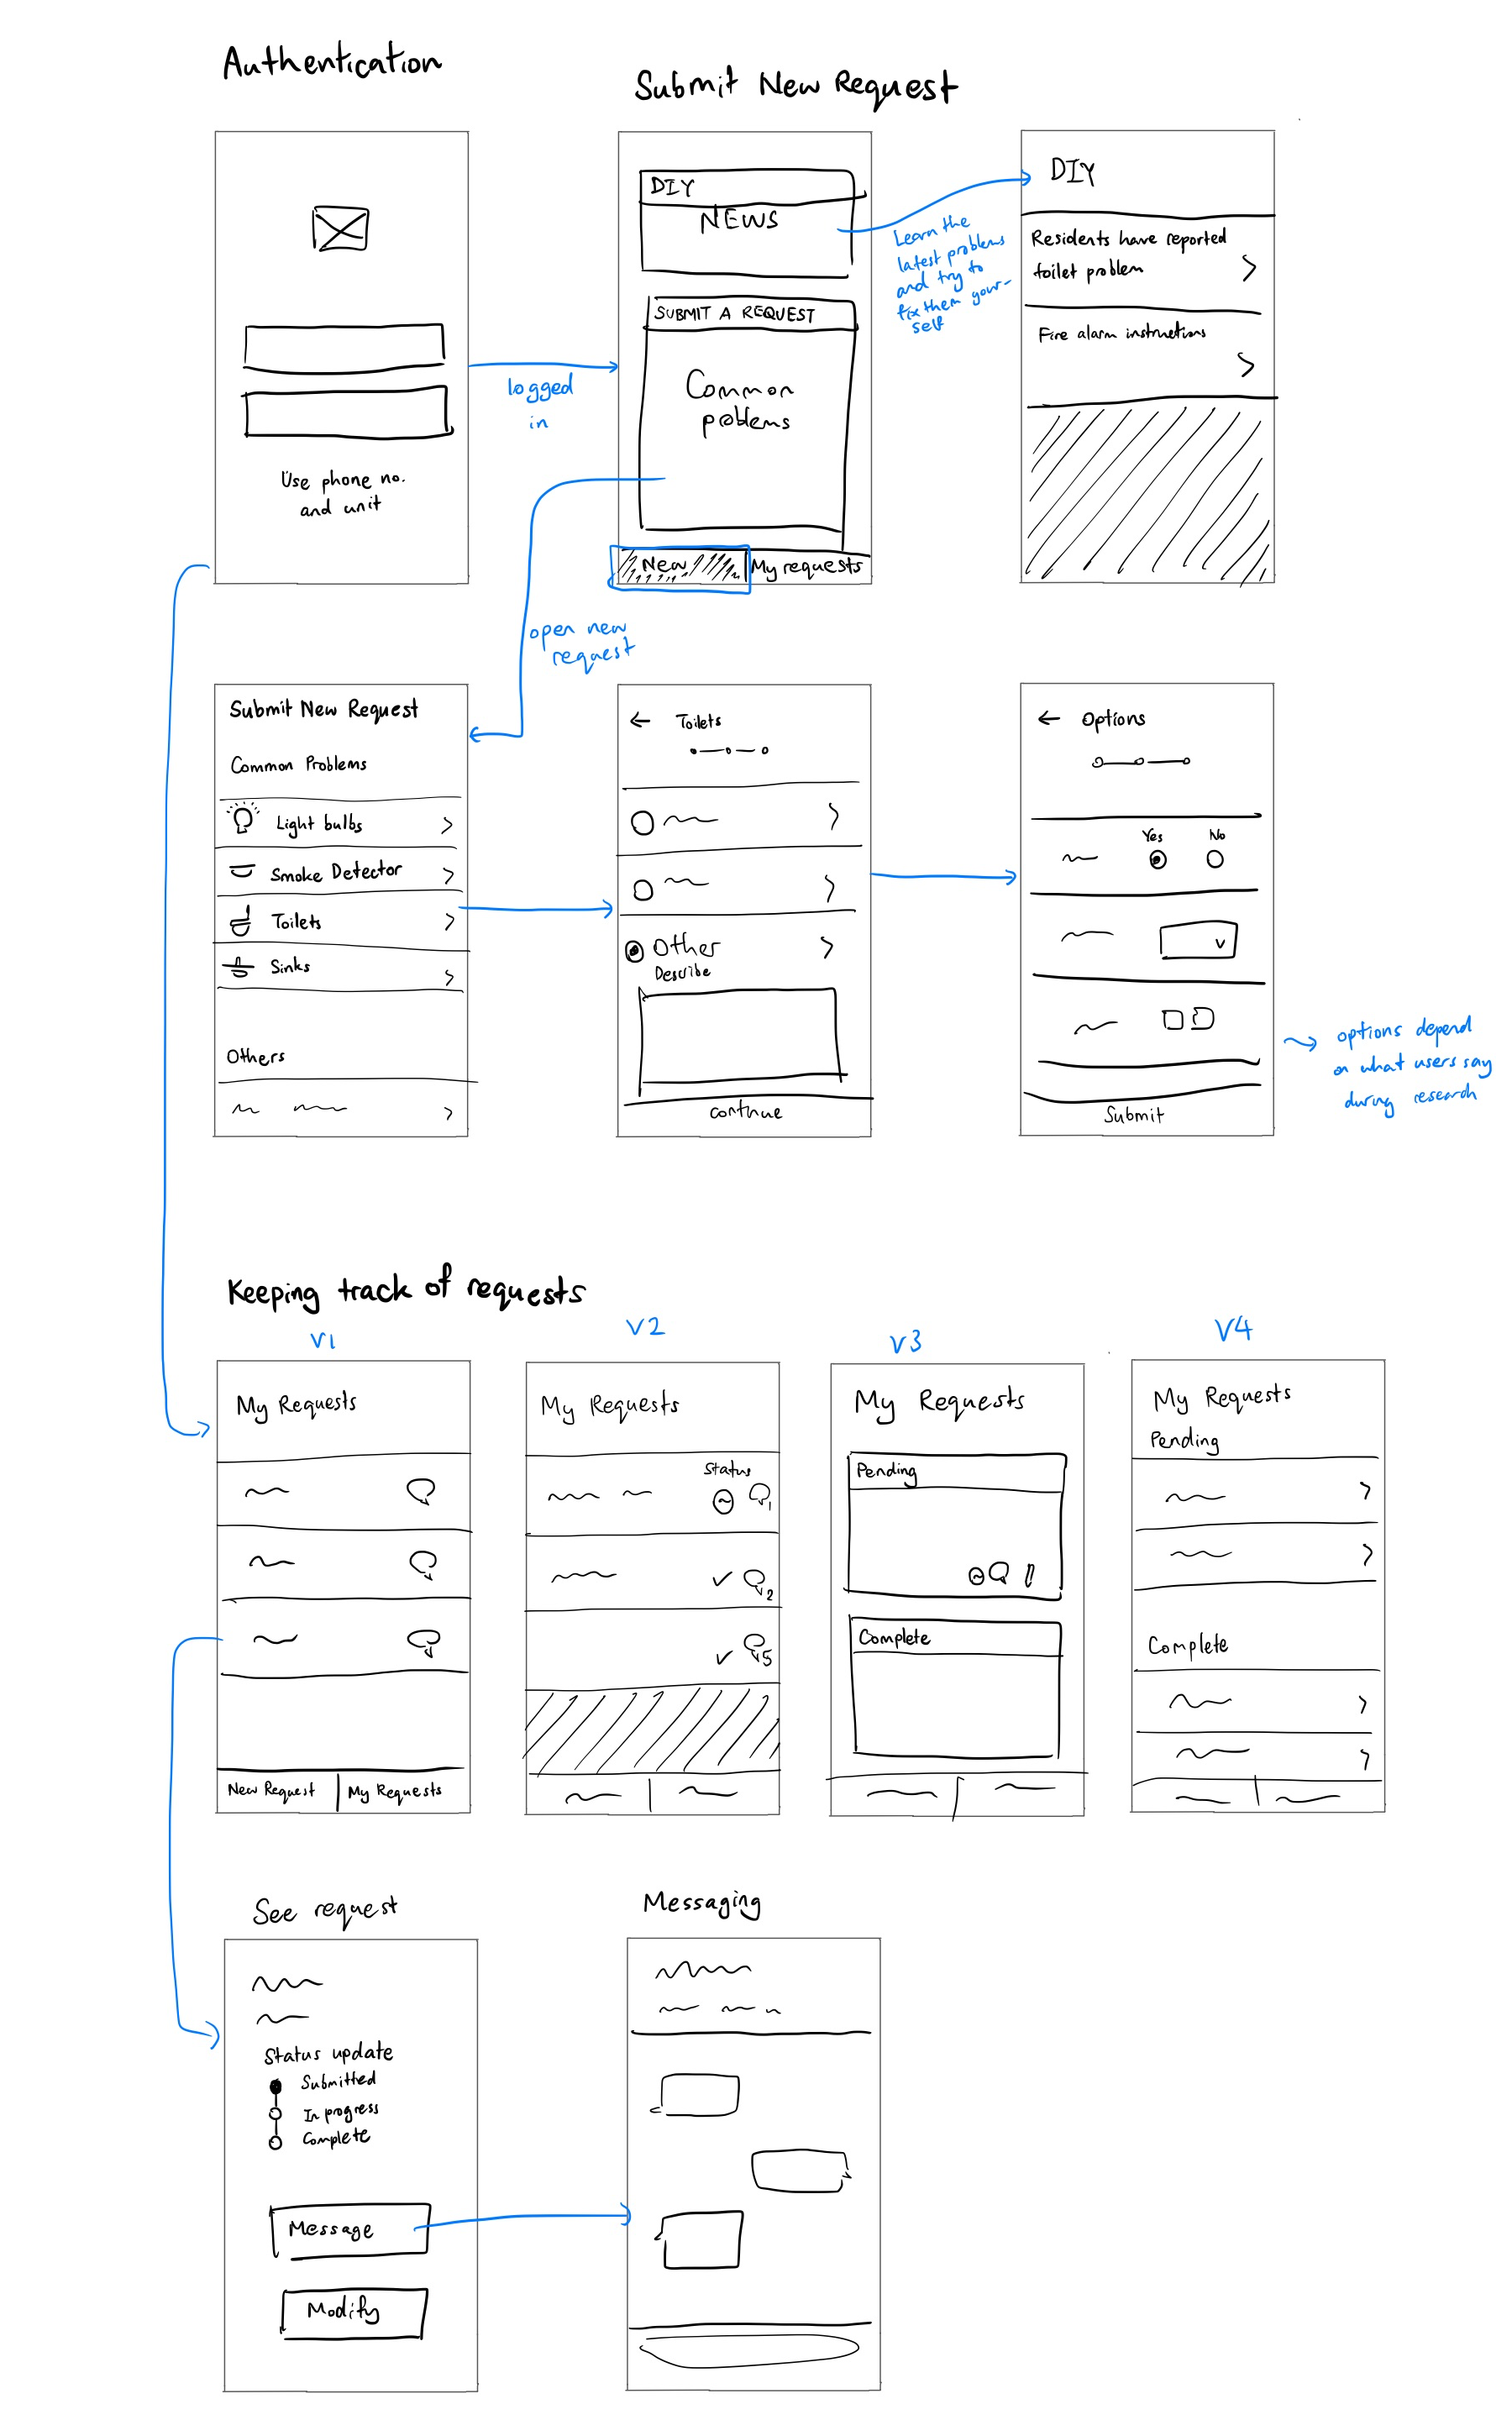 Authentication
Submit New Request
Use phone no.
and unit
logged
in
DIY
NEWS
SUBMIT A REQUEST
Common
problems
New
My requests
Learn the
latest problems
and try to
fix them your-
self
DIY
Residents have reported
toilet problem
Fire alarm instructions
open new
request
Submit New Request
Common Problems
Light bulbs
Smoke Detector
Toilets
Sinks
Others
Toilets
Other
Describe
continue
Options
Yes
No
Submit
options depend
on what users say
during research
Keeping track of requests
V1
V2
V3
V4
My Requests
New Request
My Requests
My Requests
Status
1
2
5
My Requests
Pending
Complete
My Requests
Pending
Complete
See request
Status update
Submitted
In progress
Complete
Message
Modify
Messaging